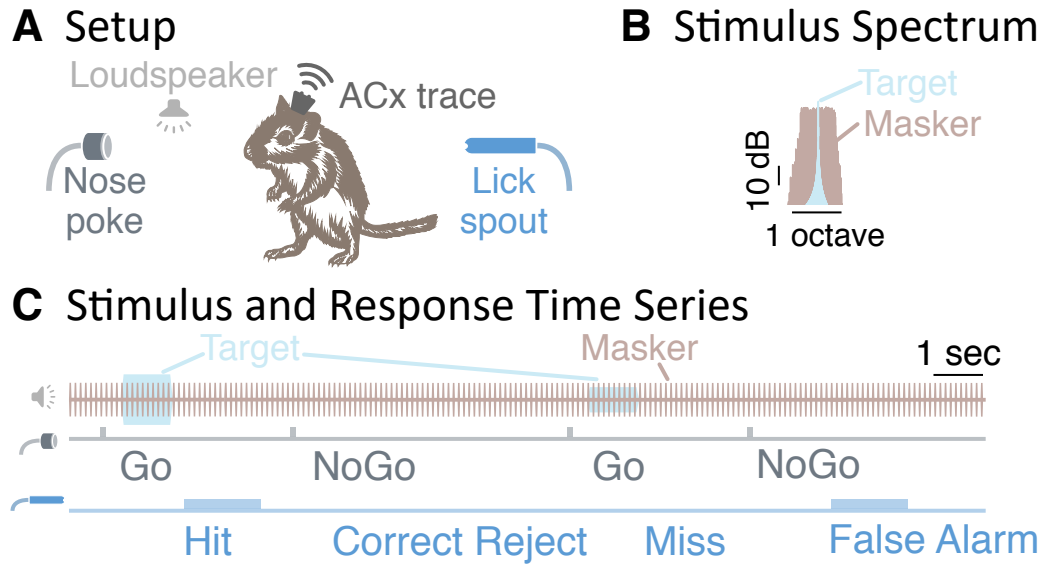 A Setup
Loudspeaker
ACx trace
Nose
poke
Lick
spout
B Stimulus Spectrum
Target
Masker
10 dB
1 octave
C Stimulus and Response Time Series
Target
Masker
1 sec
Go
NoGo
Go
NoGo
Hit
Correct Reject
Miss
False Alarm